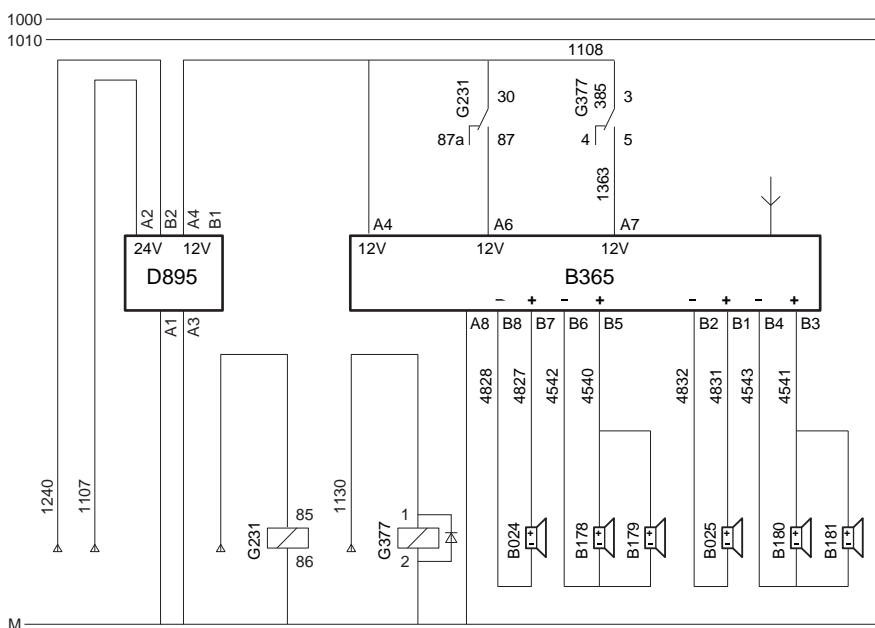 1000
1010
1108
G231
30
87a
87
G377
385
3
4
5
1363
A2
B2
A4
B1
24V
12V
D895
A1
A3
A4
A6
A7
12V
12V
12V
B365
-
+
-
+
-
+
-
+
A8
B8
B7
B6
B5
B2
B1
B4
B3
4828
4827
4542
4540
4832
4831
4543
4541
1240
1107
G231
85
86
1130
G377
1
2
B024
+
-
B178
+
-
B179
+
-
B025
+
-
B180
+
-
B181
+
-
M